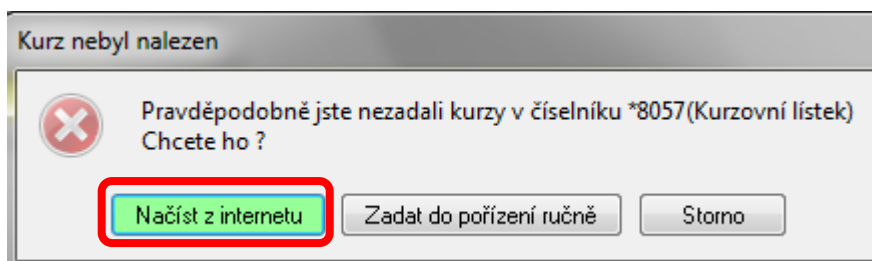 Kurz nebyl nalezen
Pravděpodobně jste nezadali kurzy v číselníku *8057(Kurzovní lístek)
Chcete ho ?
Načíst z internetu Zadat do pořízení ručně Storno